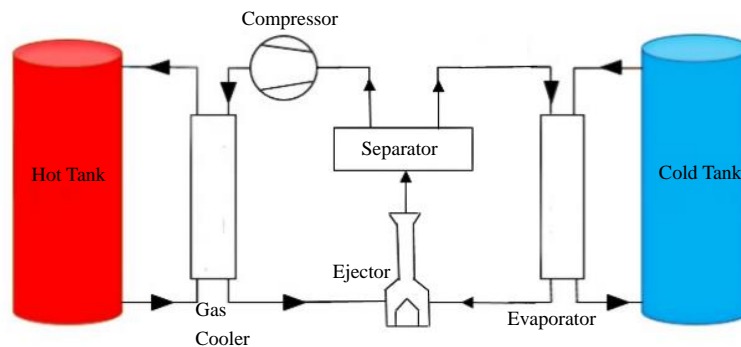 Compressor
Separator
Hot Tank
Cold Tank
Ejector
Gas
Cooler
Evaporator